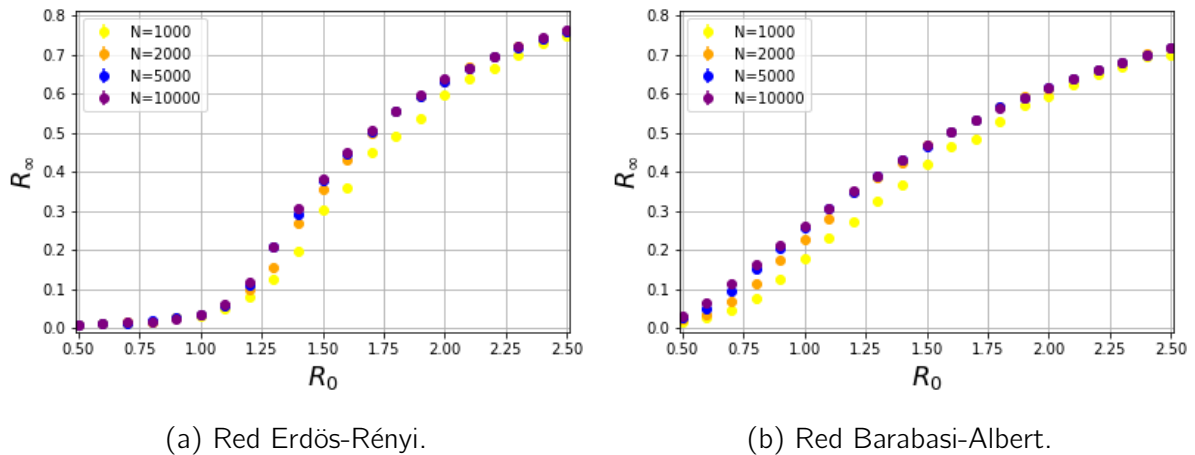 0.8
0.7
0.6
0.5
0.4
0.3
0.2
0.1
0.0
R∞
N=1000
N=2000
N=5000
N=10000
0.50 0.75 1.00 1.25 1.50 1.75 2.00 2.25 2.50
R0
(a) Red Erdös-Rényi.
0.8
0.7
0.6
0.5
0.4
0.3
0.2
0.1
0.0
R∞
N=1000
N=2000
N=5000
N=10000
0.50 0.75 1.00 1.25 1.50 1.75 2.00 2.25 2.50
R0
(b) Red Barabasi-Albert.